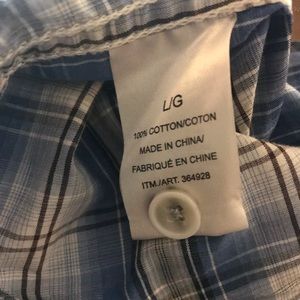 L/G
100% COTTON/COTON
MADE IN CHINA/
FABRIQUÉ EN CHINE
ITM./ART. 364928